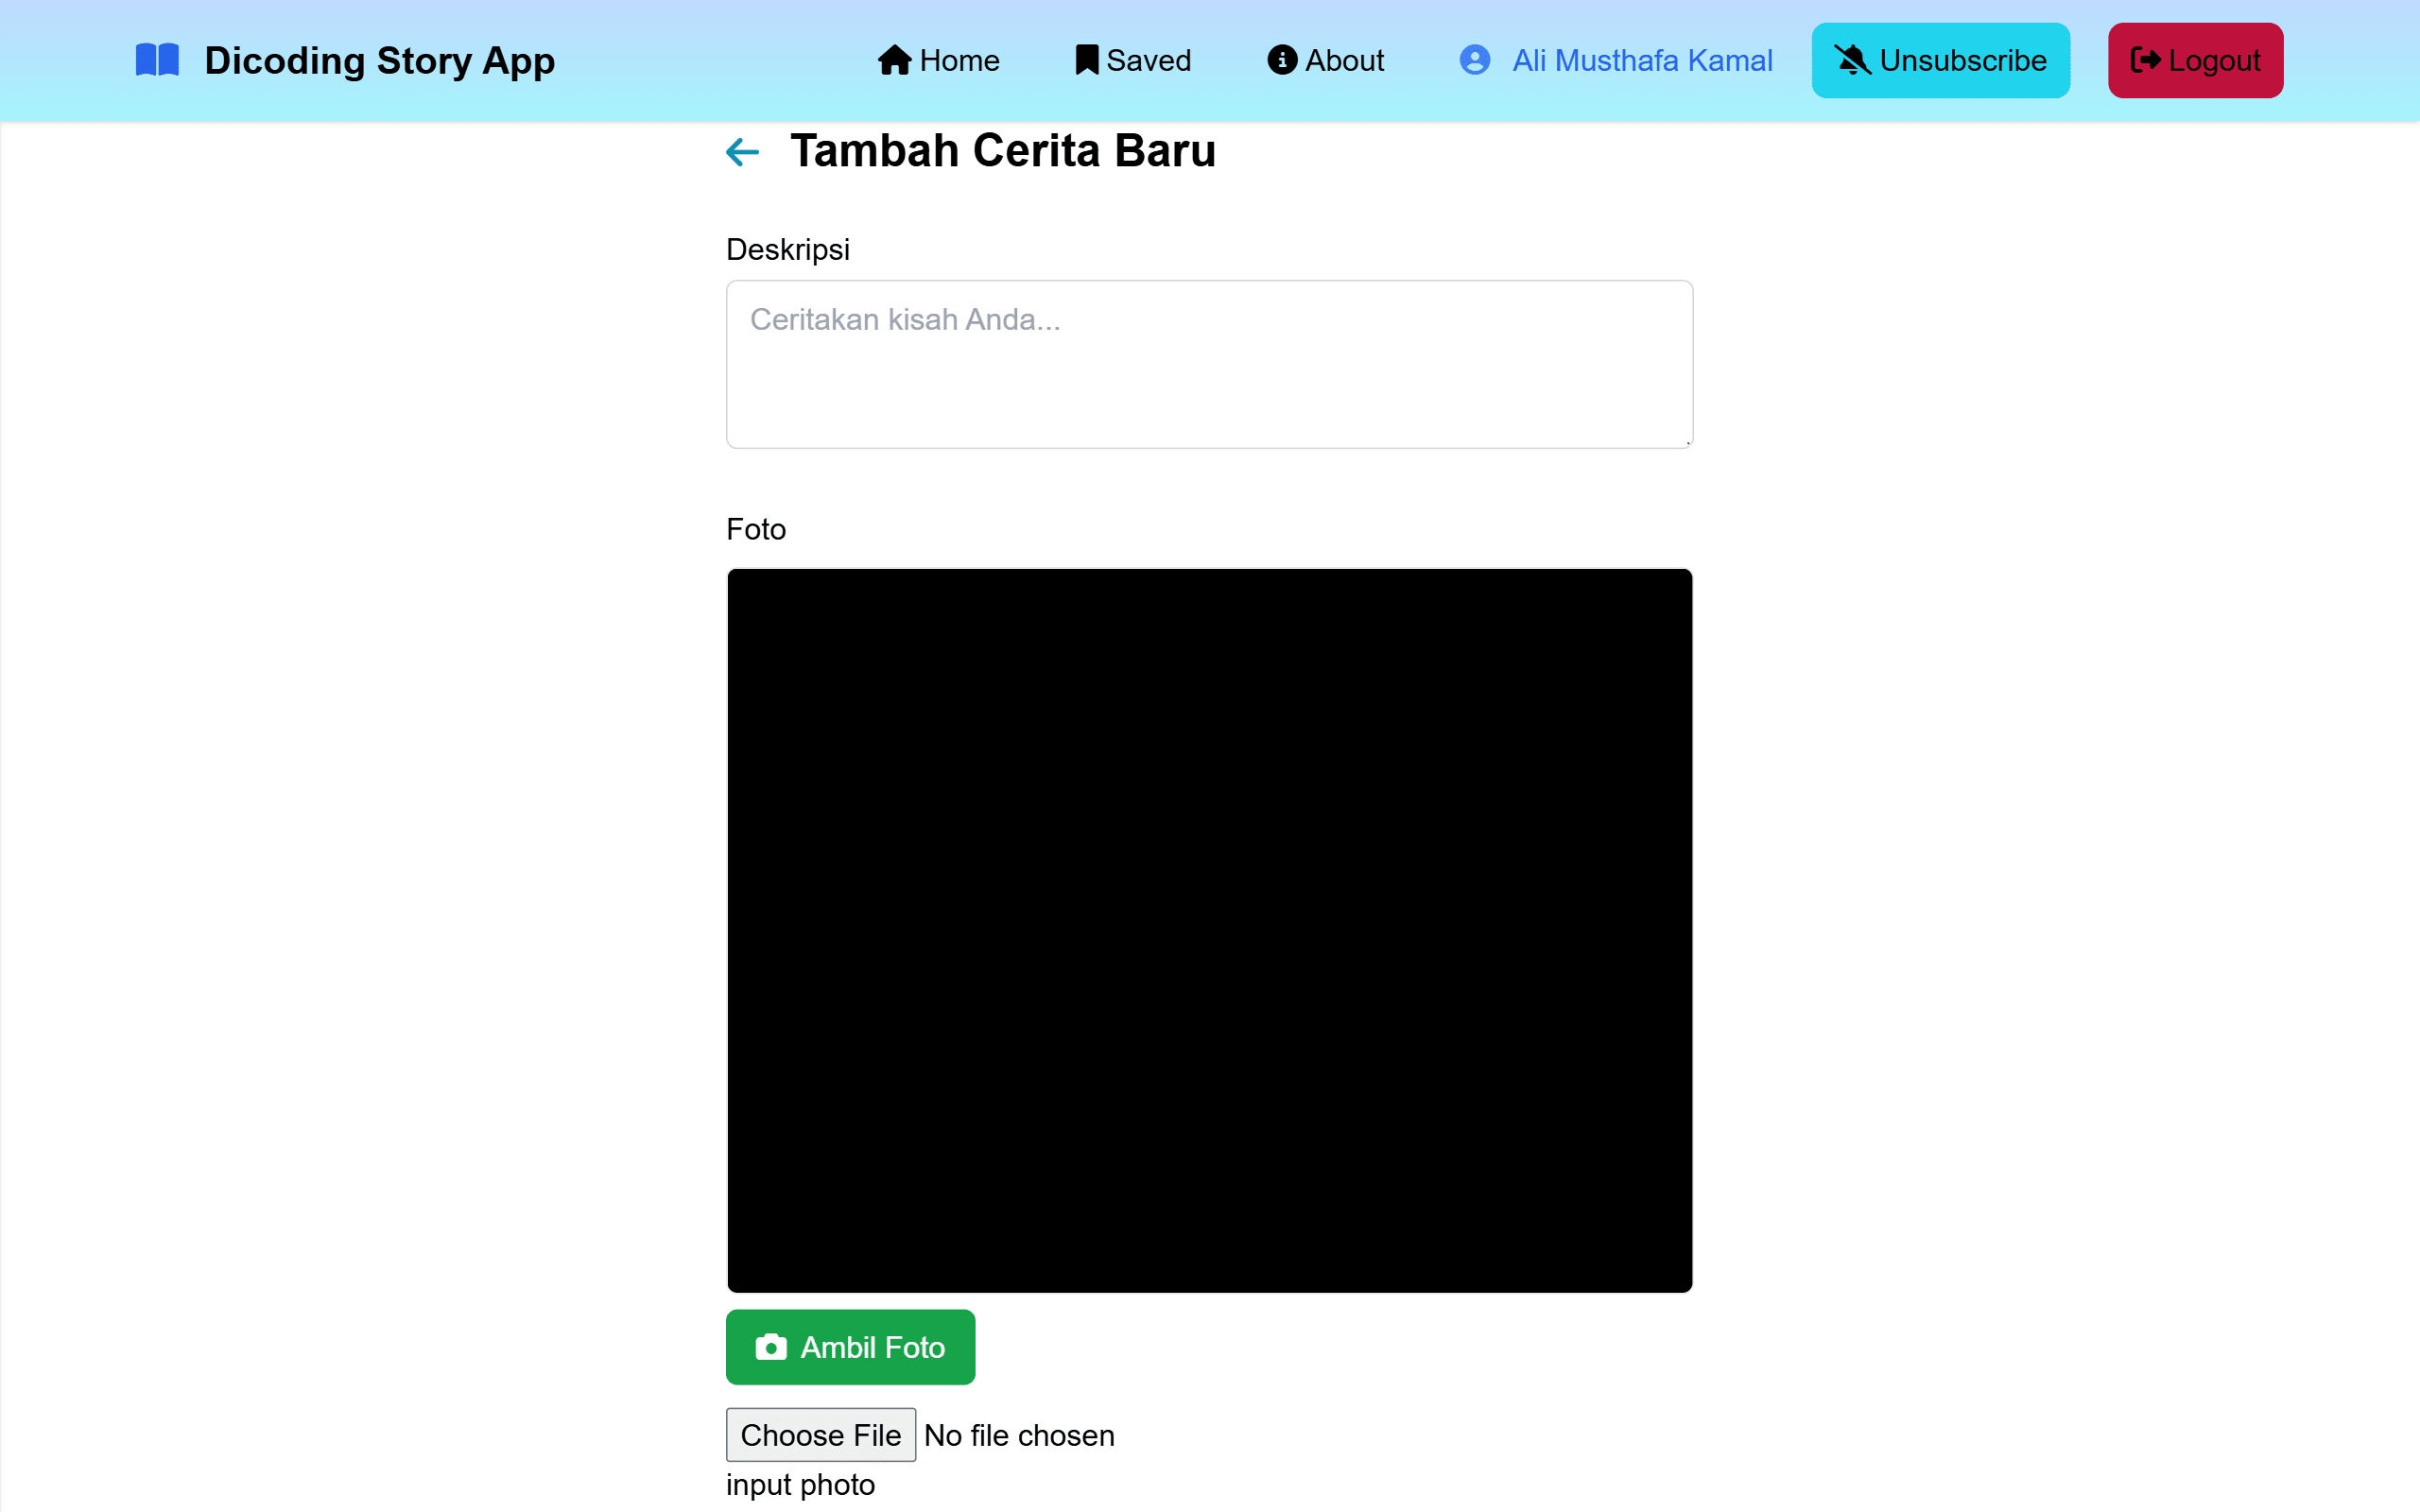 Dicoding Story App Home Saved About Ali Musthafa Kamal Unsubscribe Logout
Tambah Cerita Baru
Deskripsi
Ceritakan kisah Anda...
Foto
Ambil Foto
Choose File No file chosen
input photo